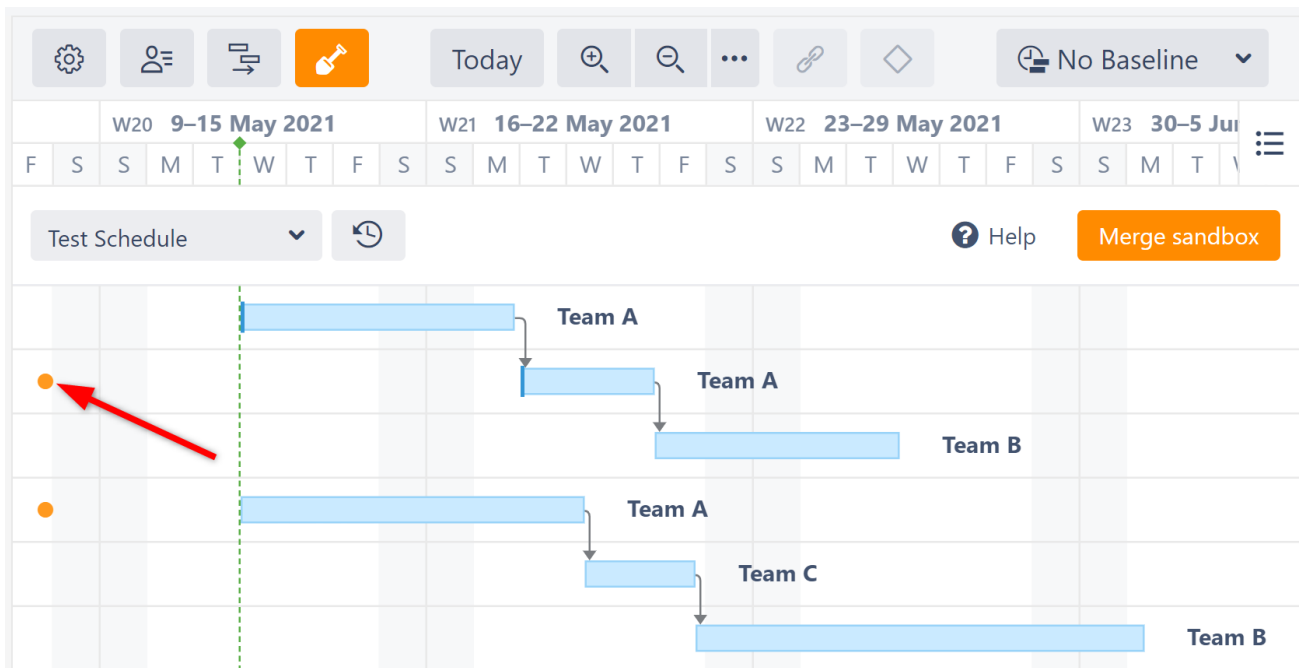 Today No Baseline
W20 9–15 May 2021 W21 16–22 May 2021 W22 23–29 May 2021 W23 30–5 Jun
F S S M T W T F S S M T W T F S S M T W T F S S M T
Test Schedule Help Merge sandbox
Team A
Team A
Team B
Team A
Team C
Team B